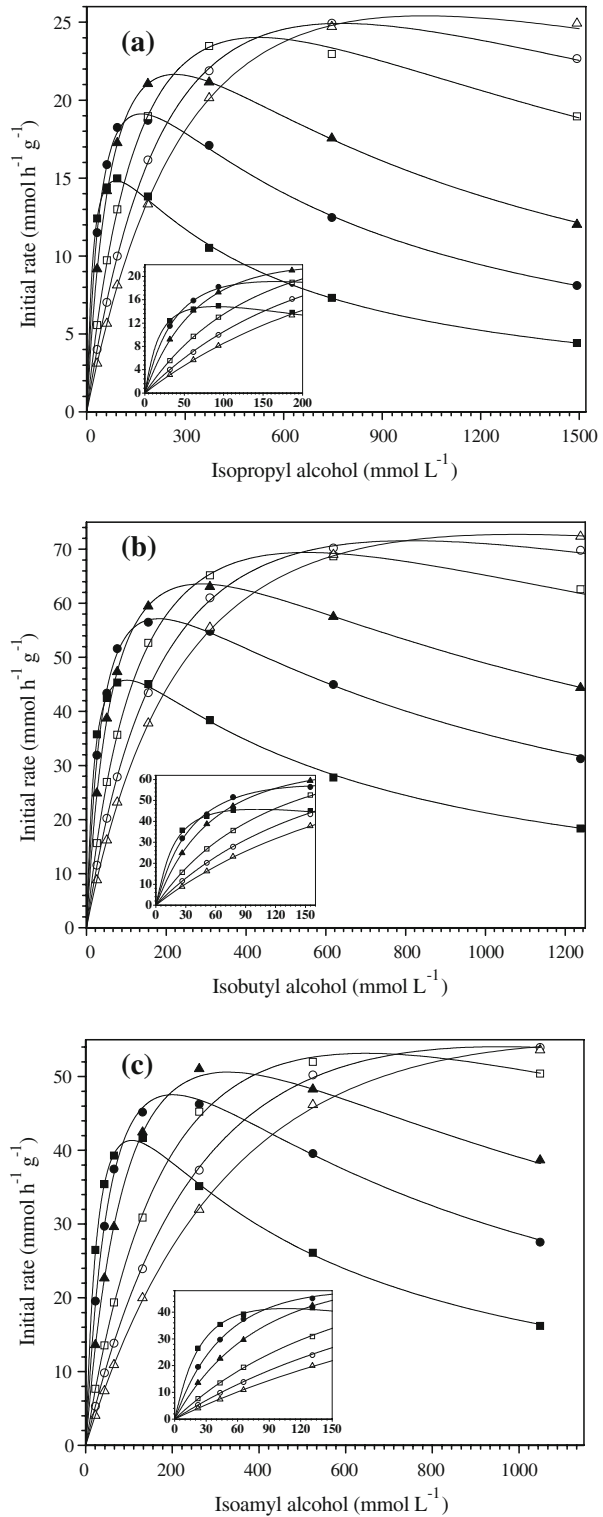 (a)
25
20
15
10
5
0
Initial rate (mmol h⁻¹ g⁻¹)
20
16
12
8
4
0
0 50 100 150 200
0 300 600 900 1200 1500
Isopropyl alcohol (mmol L⁻¹)
(b)
70
60
50
40
30
20
10
0
Initial rate (mmol h⁻¹ g⁻¹)
60
50
40
30
20
10
0
0 30 60 90 120 150
0 200 400 600 800 1000 1200
Isobutyl alcohol (mmol L⁻¹)
(c)
50
40
30
20
10
0
Initial rate (mmol h⁻¹ g⁻¹)
40
30
20
10
0
0 30 60 90 120 150
0 200 400 600 800 1000
Isoamyl alcohol (mmol L⁻¹)